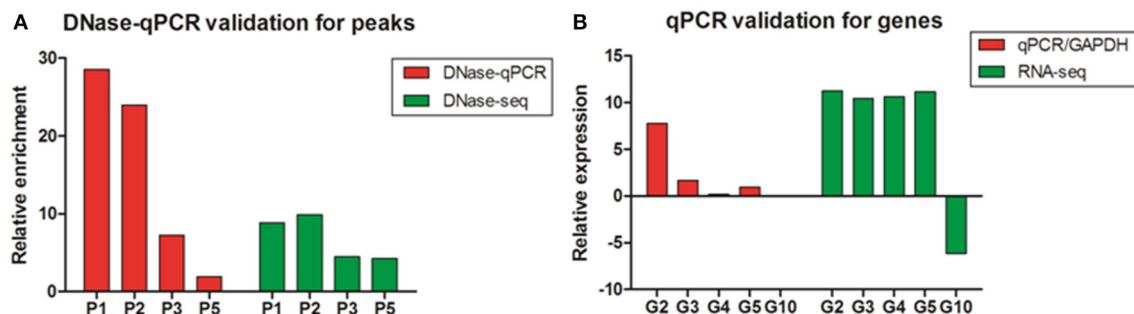 A
DNase-qPCR validation for peaks
Relative enrichment
30
20
10
0
DNase-qPCR
DNase-seq
P1 P2 P3 P5 P1 P2 P3 P5
B
qPCR validation for genes
Relative expression
15
10
5
0
-5
-10
qPCR/GAPDH
RNA-seq
G2 G3 G4 G5 G10 G2 G3 G4 G5 G10